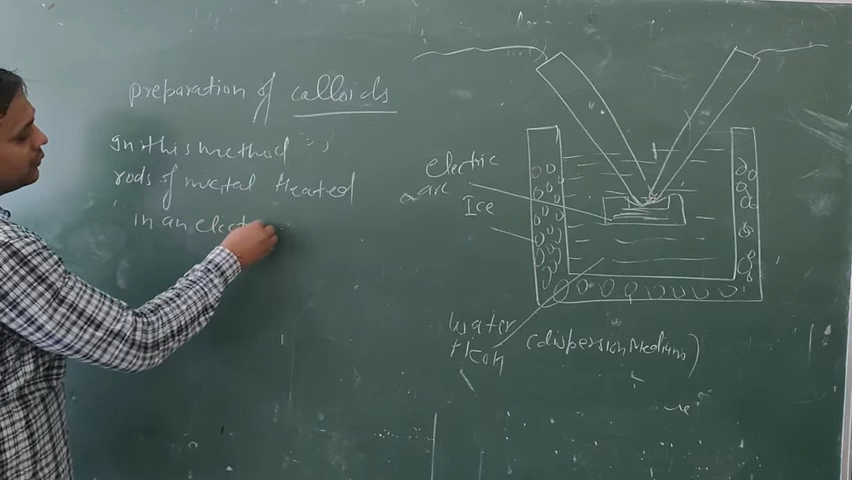 preparation of colloids
In this method
rods of metal Heated
in an elect
electric
arc
Ice
Water
(dispersion Medium)